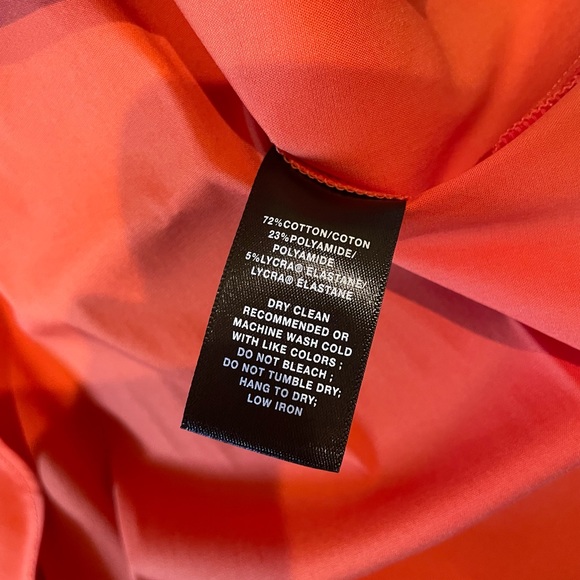 72%COTTON/COTON
23%POLYAMIDE/
POLYAMIDE
5%LYCRA® ELASTANE/
LYCRA® ÉLASTANE
DRY CLEAN
RECOMMENDED OR
MACHINE WASH COLD
WITH LIKE COLORS ;
DO NOT BLEACH ;
DO NOT TUMBLE DRY;
HANG TO DRY;
LOW IRON